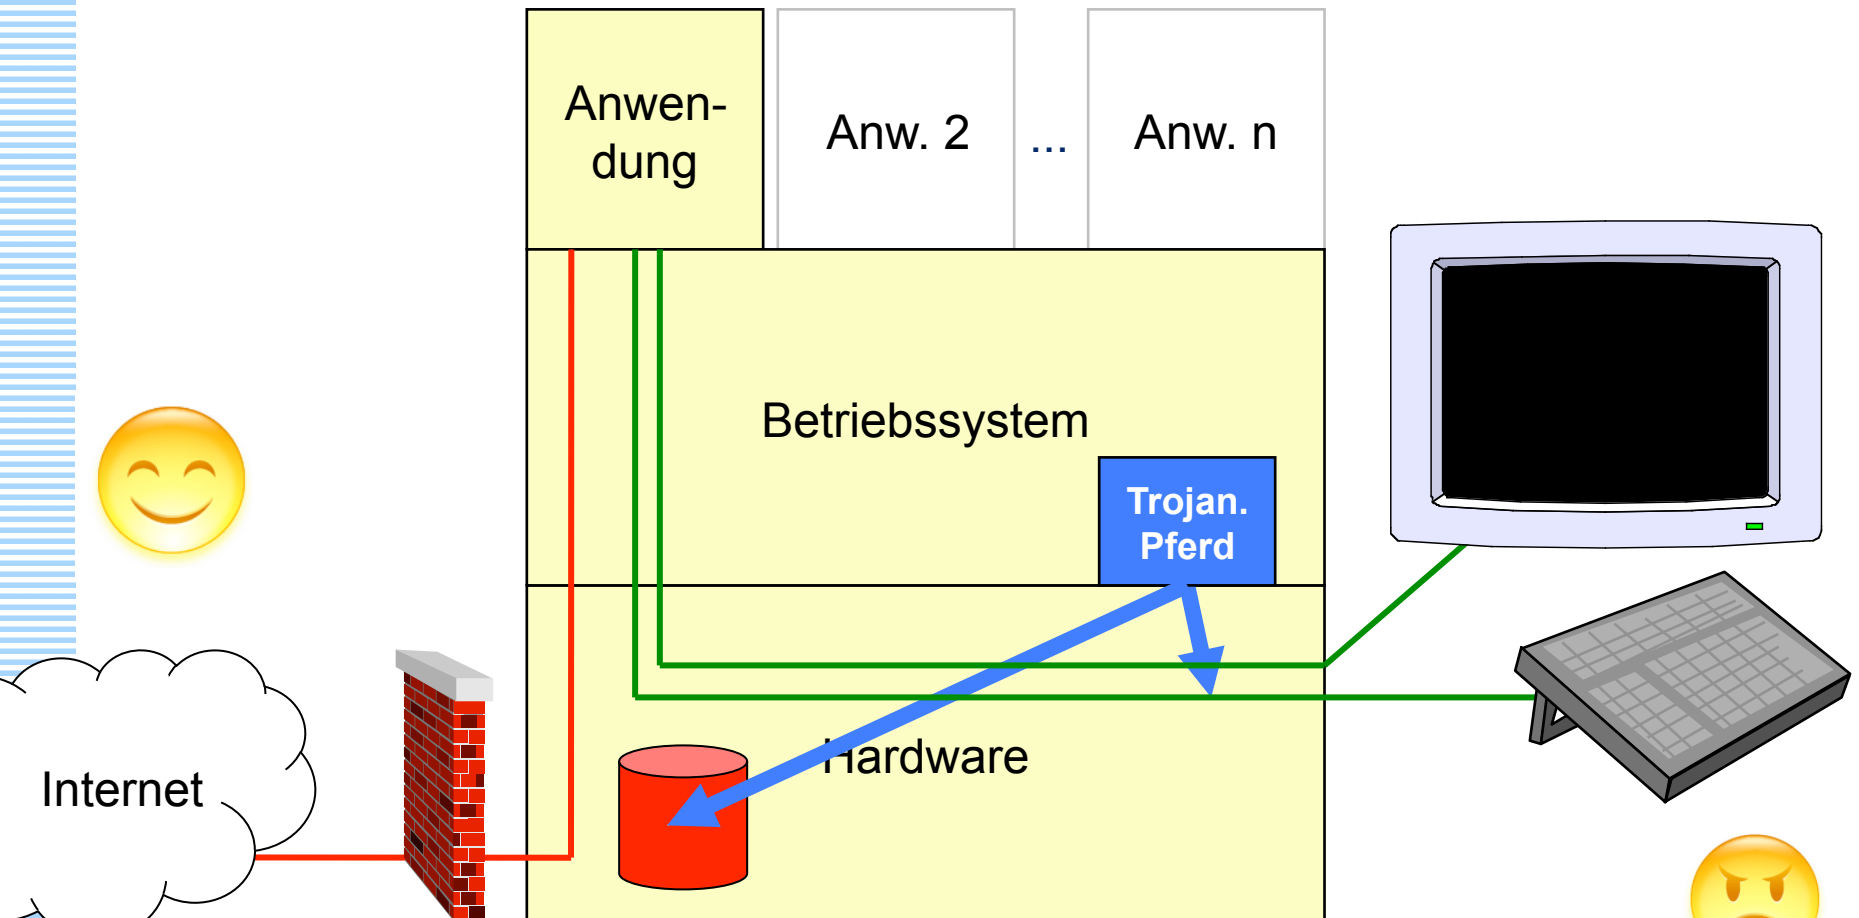 Anwen-
dung
Anw. 2
...
Anw. n
Betriebssystem
Trojan.
Pferd
Hardware
Internet